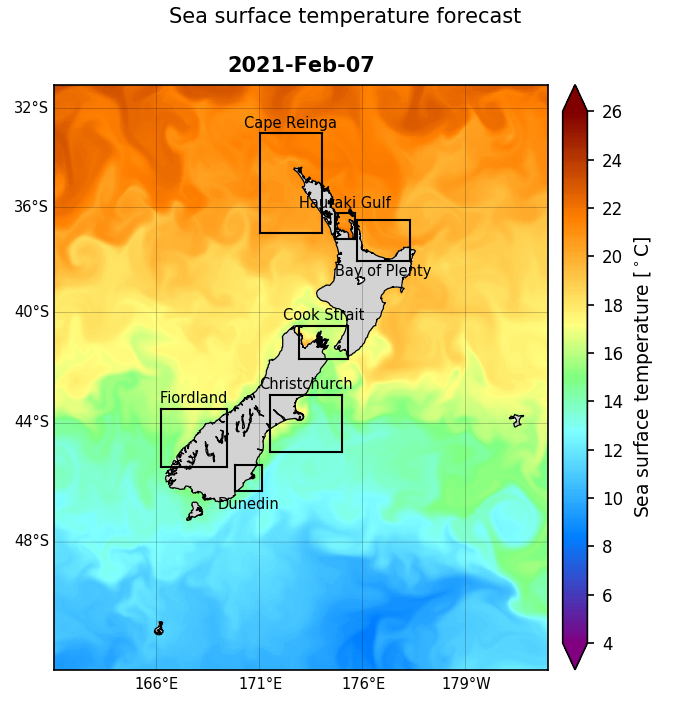 Sea surface temperature forecast
2021-Feb-07
32°S
36°S
40°S
44°S
48°S
Cape Reinga
Hauraki Gulf
Bay of Plenty
Cook Strait
Christchurch
Fiordland
Dunedin
166°E
171°E
176°E
179°W
26
24
22
20
18
16
14
12
10
8
6
4
Sea surface temperature [°C]